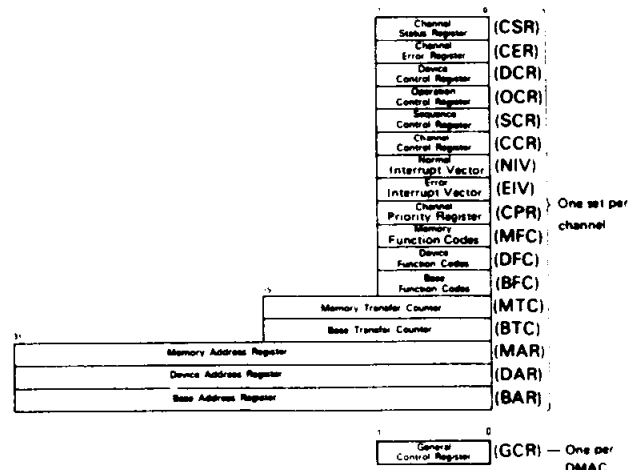 Channel
Status Register (CSR)
Channel
Error Register (CER)
Device
Control Register (DCR)
Operation
Control Register (OCR)
Sequence
Control Register (SCR)
Channel
Control Register (CCR)
Normal
Interrupt Vector (NIV)
Error
Interrupt Vector (EIV)
Channel
Priority Register (CPR)
One set per
channel
Memory
Function Codes (MFC)
Device
Function Codes (DFC)
Base
Function Codes (BFC)
Memory Transfer Counter (MTC)
Base Transfer Counter (BTC)
Memory Address Register (MAR)
Device Address Register (DAR)
Base Address Register (BAR)
0
General
Control Register (GCR) — One per
DMAC